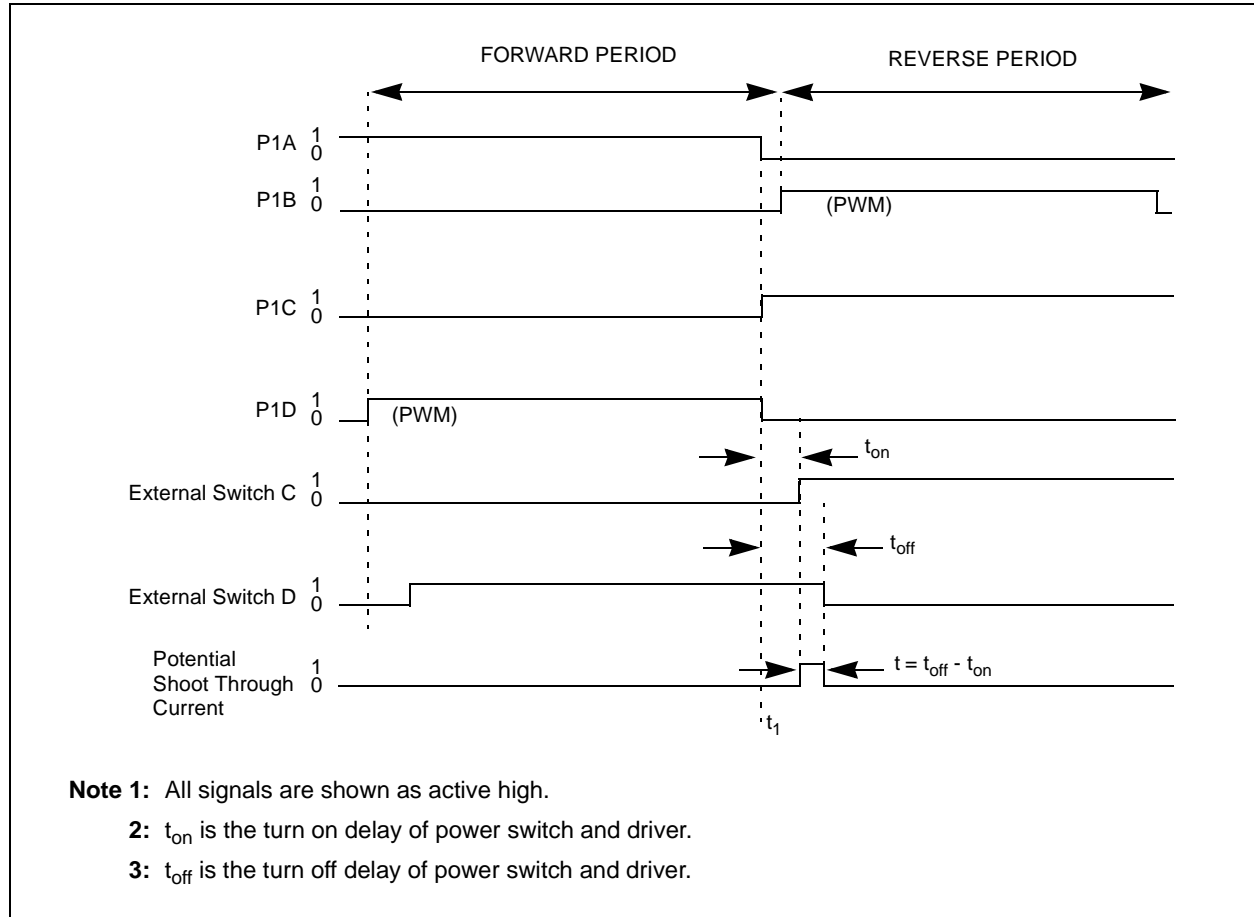 FORWARD PERIOD
REVERSE PERIOD
P1A 1 0
P1B 1 0
(PWM)
P1C 1 0
P1D 1 0
(PWM)
ton
External Switch C 1 0
toff
External Switch D 1 0
Potential
Shoot Through
Current
1 0
t = toff - ton
t1
Note 1: All signals are shown as active high.
2: ton is the turn on delay of power switch and driver.
3: toff is the turn off delay of power switch and driver.